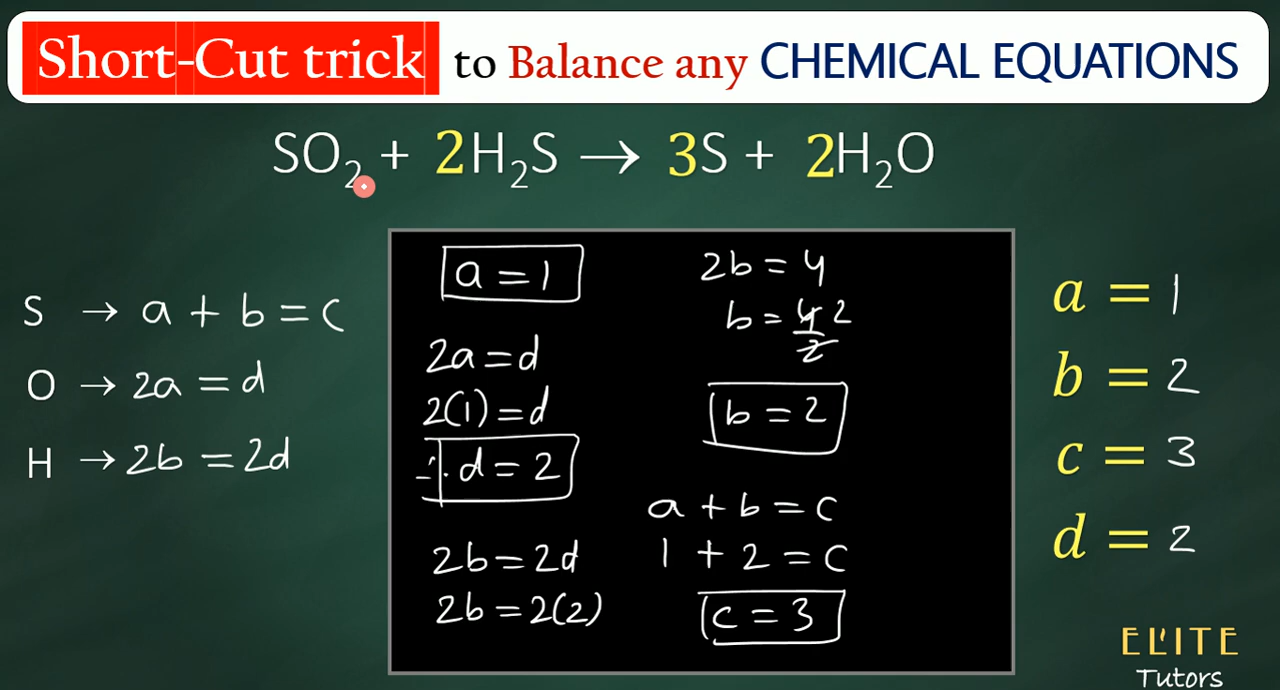 Short-Cut trick to Balance any CHEMICAL EQUATIONS
SO₂ + 2H₂S → 3S + 2H₂O
S → a + b = c
O → 2a = d
H → 2b = 2d
a = 1
2a = d
2(1) = d
∴ d = 2
2b = 2d
2b = 2(2)
2b = 4
b = 4/2 2
b = 2
a + b = c
1 + 2 = c
c = 3
a = 1
b = 2
c = 3
d = 2
ELITE
Tutors